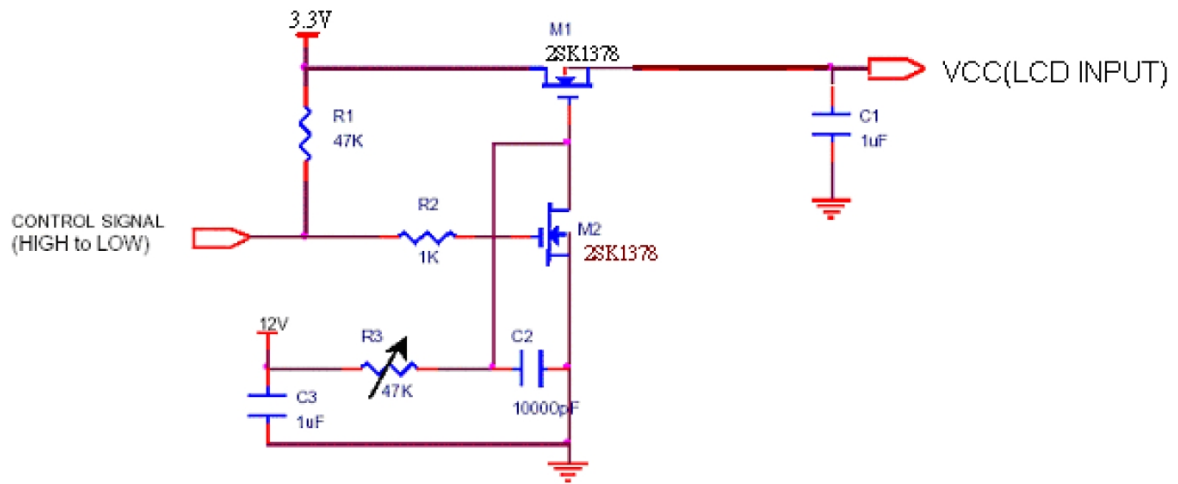 3.3V
M1
2SK1378
VCC(LCD INPUT)
R1
47K
C1
1uF
CONTROL SIGNAL
(HIGH to LOW)
R2
1K
M2
2SK1378
12V
R3
47K
C2
10000pF
C3
1uF